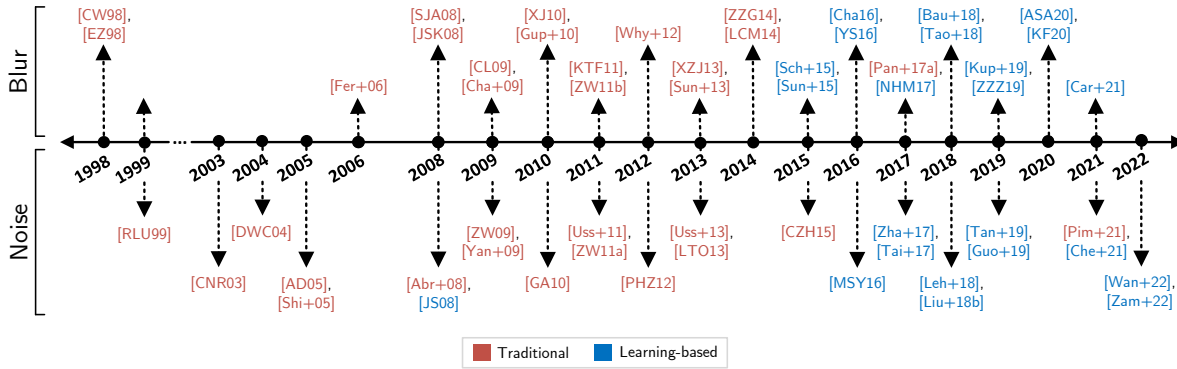 Blur
[CW98],
[EZ98]
[Fer+06]
[SJA08],
[JSK08]
[CL09],
[Cha+09]
[XJ10],
[Gup+10]
[KTF11],
[ZW11b]
[Why+12]
[XZJ13],
[Sun+13]
[ZZG14],
[LCM14]
[Sch+15],
[Sun+15]
[Cha16],
[YS16]
[Pan+17a],
[NHM17]
[Bau+18],
[Tao+18]
[Kup+19],
[ZZZ19]
[ASA20],
[KF20]
[Car+21]
1998
1999
...
2003
2004
2005
2006
2008
2009
2010
2011
2012
2013
2014
2015
2016
2017
2018
2019
2020
2021
2022
Noise
[RLU99]
[CNR03]
[DWC04]
[AD05],
[Shi+05]
[Abr+08],
[JS08]
[ZW09],
[Yan+09]
[GA10]
[Uss+11],
[ZW11a]
[PHZ12]
[Uss+13],
[LTO13]
[CZH15]
[MSY16]
[Zha+17],
[Tai+17]
[Leh+18],
[Liu+18b]
[Tan+19],
[Guo+19]
[Pim+21],
[Che+21]
[Wan+22],
[Zam+22]
Traditional
Learning-based